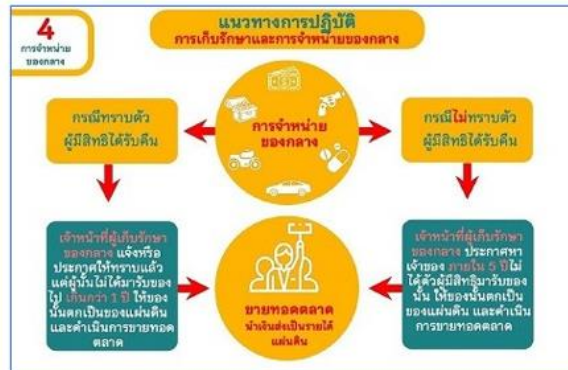 4
การจำหน่าย
ของกลาง
แนวทางการปฏิบัติ
การเก็บรักษาและการจำหน่ายของกลาง
กรณีทราบตัว
ผู้มีสิทธิได้รับคืน
การจำหน่าย
ของกลาง
กรณีไม่ทราบตัว
ผู้มีสิทธิได้รับคืน
เจ้าหน้าที่ผู้เก็บรักษา
ของกลาง แจ้งหรือ
ประกาศให้ทราบแล้ว
แต่ผู้นั้นไม่ได้มารับของ
ไป เกินกว่า 1 ปี ให้ของ
นั้นตกเป็นของแผ่นดิน
และดำเนินการขายทอด
ตลาด
ขายทอดตลาด
นำเงินส่งเป็นรายได้
แผ่นดิน
เจ้าหน้าที่ผู้เก็บรักษา
ของกลาง ประกาศหา
เจ้าของ ภายใน 5 ปีไม่
ได้ตัวผู้มีสิทธิมารับของ
นั้น ให้ของนั้นตกเป็น
ของแผ่นดิน และดำเนิน
การขายทอดตลาด